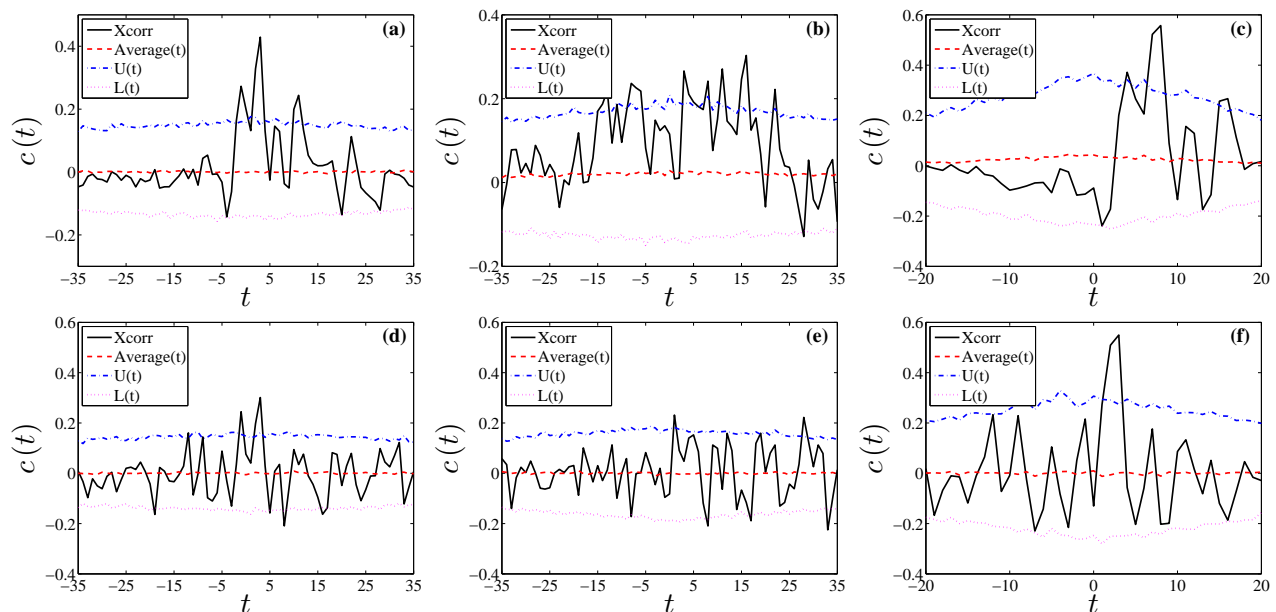 (a)
Xcorr
Average(t)
U(t)
L(t)
c (t)
0.4
0.2
0
−0.2
−35 −25 −15 −5 5 15 25 35
t
(b)
Xcorr
Average(t)
U(t)
L(t)
c (t)
0.4
0.2
0
−0.2
−35 −25 −15 −5 5 15 25 35
t
(c)
Xcorr
Average(t)
U(t)
L(t)
c (t)
0.6
0.4
0.2
0
−0.2
−0.4
−20 −10 0 10 20
t
(d)
Xcorr
Average(t)
U(t)
L(t)
c (t)
0.6
0.4
0.2
0
−0.2
−0.4
−35 −25 −15 −5 5 15 25 35
t
(e)
Xcorr
Average(t)
U(t)
L(t)
c (t)
0.6
0.4
0.2
0
−0.2
−0.4
−35 −25 −15 −5 5 15 25 35
t
(f)
Xcorr
Average(t)
U(t)
L(t)
c (t)
0.6
0.4
0.2
0
−0.2
−0.4
−20 −10 0 10 20
t